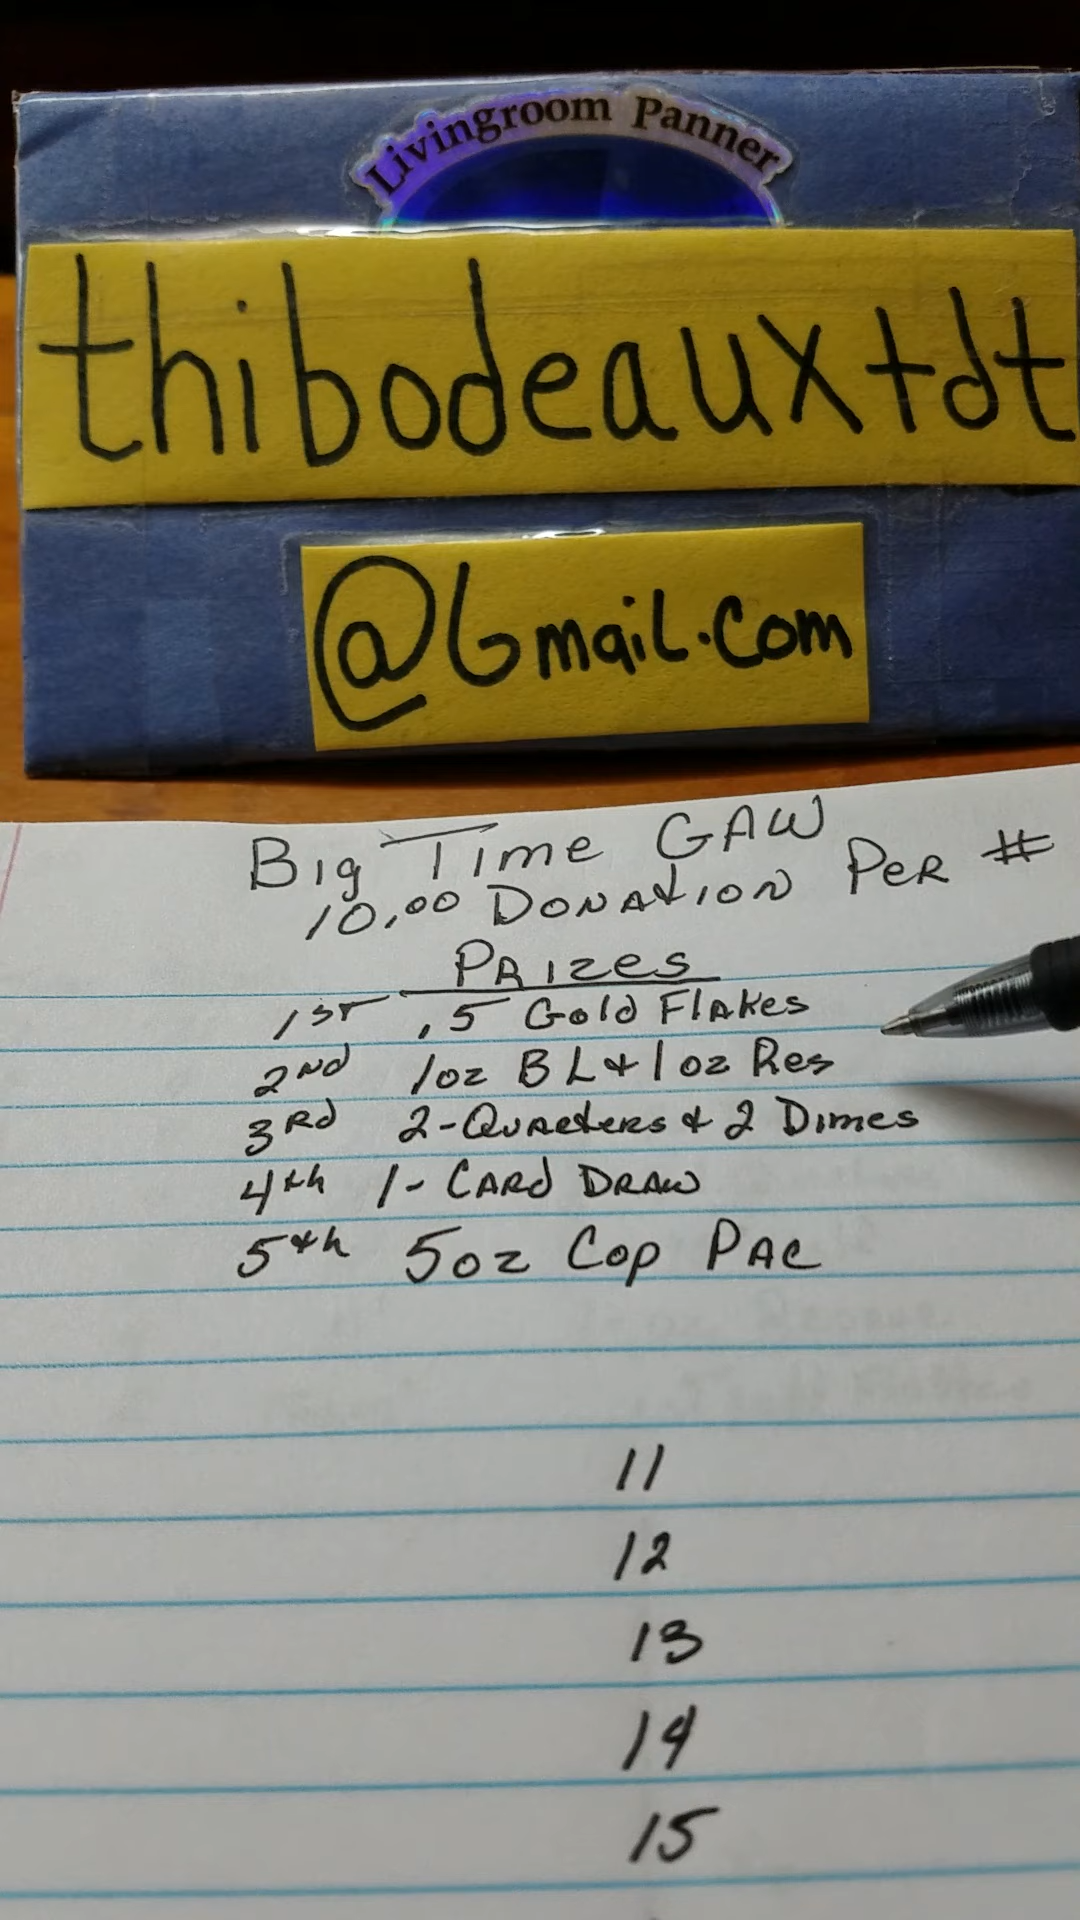 Livingroom Panner
thibodeauxtdt
@Gmail.com
Big Time GAW
10.00 Donation Per #
Prizes
1st .5 Gold Flakes
2nd 1oz BL & 1oz Res
3rd 2-Quarters & 2 Dimes
4th 1-Card Draw
5th 5oz Cop Pac
11
12
13
14
15